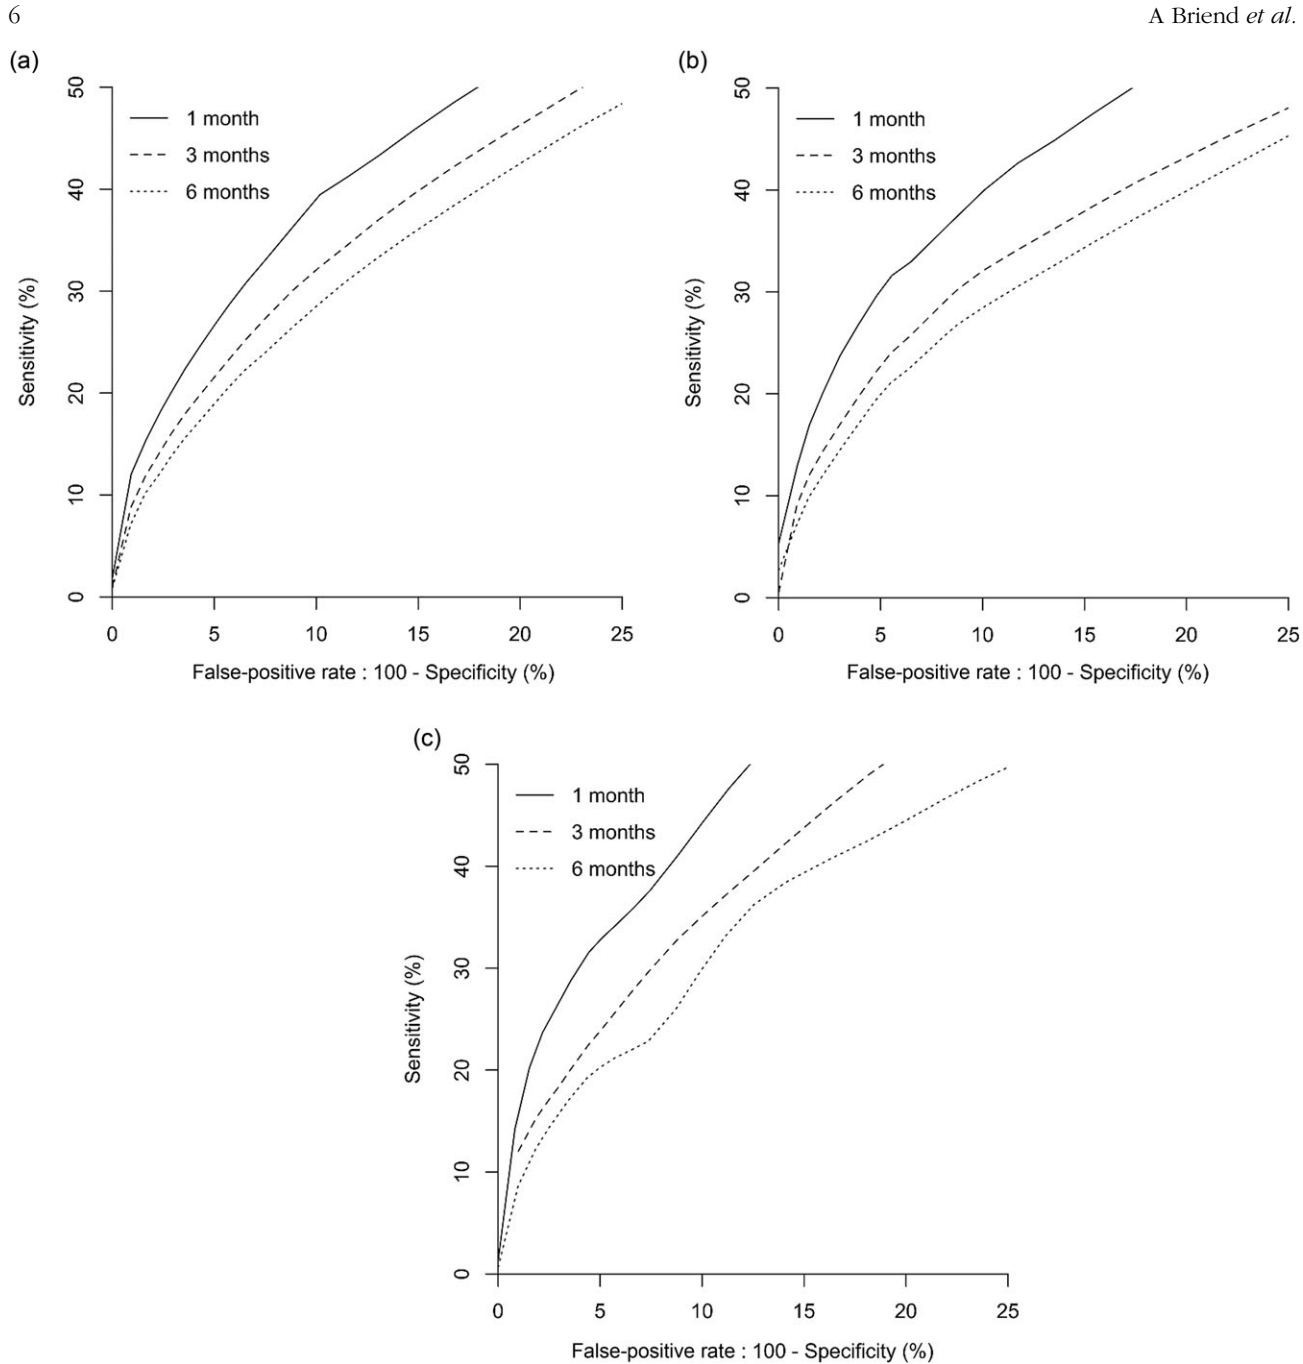 6
A Briend et al.
(a)
50
40
30
20
10
0
Sensitivity (%)
1 month
3 months
6 months
0 5 10 15 20 25
False-positive rate : 100 - Specificity (%)
(b)
50
40
30
20
10
0
Sensitivity (%)
1 month
3 months
6 months
0 5 10 15 20 25
False-positive rate : 100 - Specificity (%)
(c)
50
40
30
20
10
0
Sensitivity (%)
1 month
3 months
6 months
0 5 10 15 20 25
False-positive rate : 100 - Specificity (%)